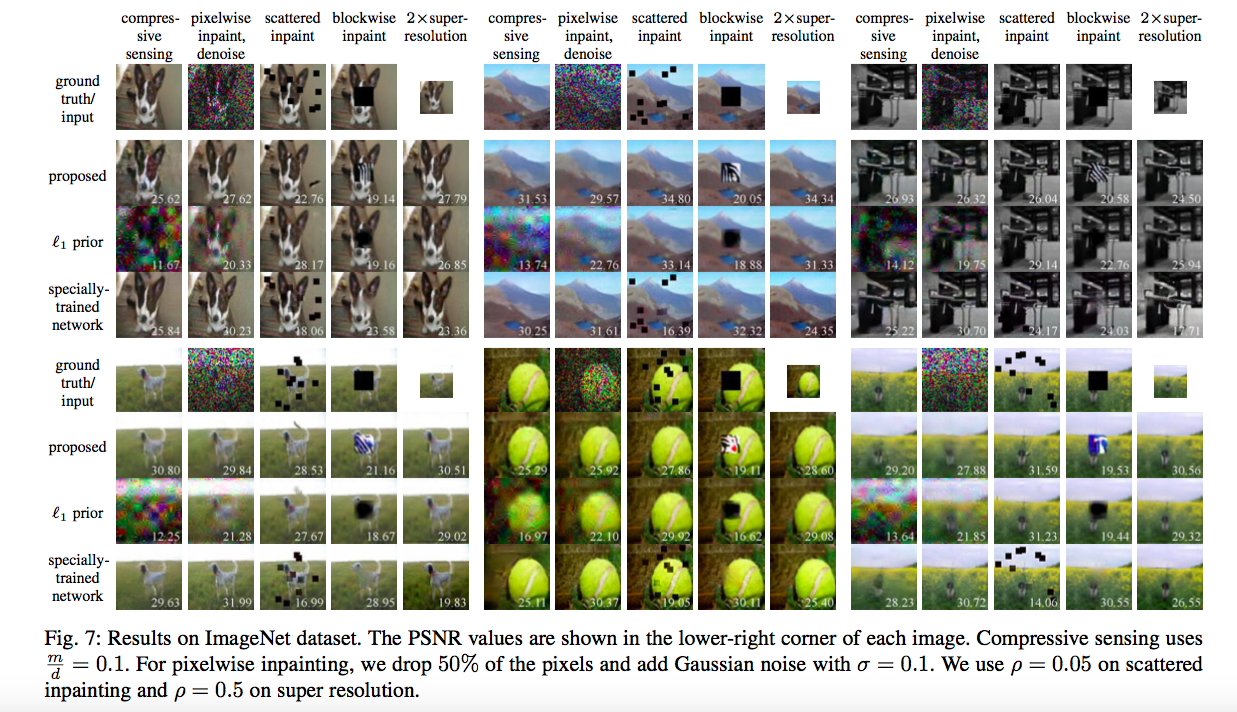 compres- pixelwise scattered blockwise 2×super- compres- pixelwise scattered blockwise 2×super- compres- pixelwise scattered blockwise 2×super-
sive inpaint, inpaint inpaint resolution sive inpaint, inpaint inpaint resolution sive inpaint, inpaint inpaint resolution
sensing denoise sensing denoise sensing denoise
ground
truth/
input
proposed
25.62 27.62 22.76 19.14 27.79 31.53 29.57 34.80 20.05 34.34 26.93 26.32 26.04 20.58 24.50
ℓ1 prior
11.67 20.33 28.17 19.16 26.85 13.74 22.76 33.14 18.88 31.33 14.12 19.75 29.14 22.76 25.94
specially-
trained
network
25.84 30.23 18.06 23.58 23.36 30.25 31.61 16.39 32.32 24.35 25.22 30.70 24.17 24.03 17.71
ground
truth/
input
proposed
30.80 29.84 28.53 21.16 30.51 25.29 25.92 27.86 19.11 28.60 29.20 27.88 31.59 19.53 30.56
ℓ1 prior
12.25 21.28 27.67 18.67 29.02 16.97 22.10 29.92 16.62 29.08 13.64 21.85 31.23 19.44 29.32
specially-
trained
network
29.63 31.99 16.99 28.95 19.83 25.11 30.37 19.05 30.11 25.40 28.23 30.72 14.06 30.55 26.55
Fig. 7: Results on ImageNet dataset. The PSNR values are shown in the lower-right corner of each image. Compressive sensing uses
m/d = 0.1. For pixelwise inpainting, we drop 50% of the pixels and add Gaussian noise with σ = 0.1. We use ρ = 0.05 on scattered
inpainting and ρ = 0.5 on super resolution.